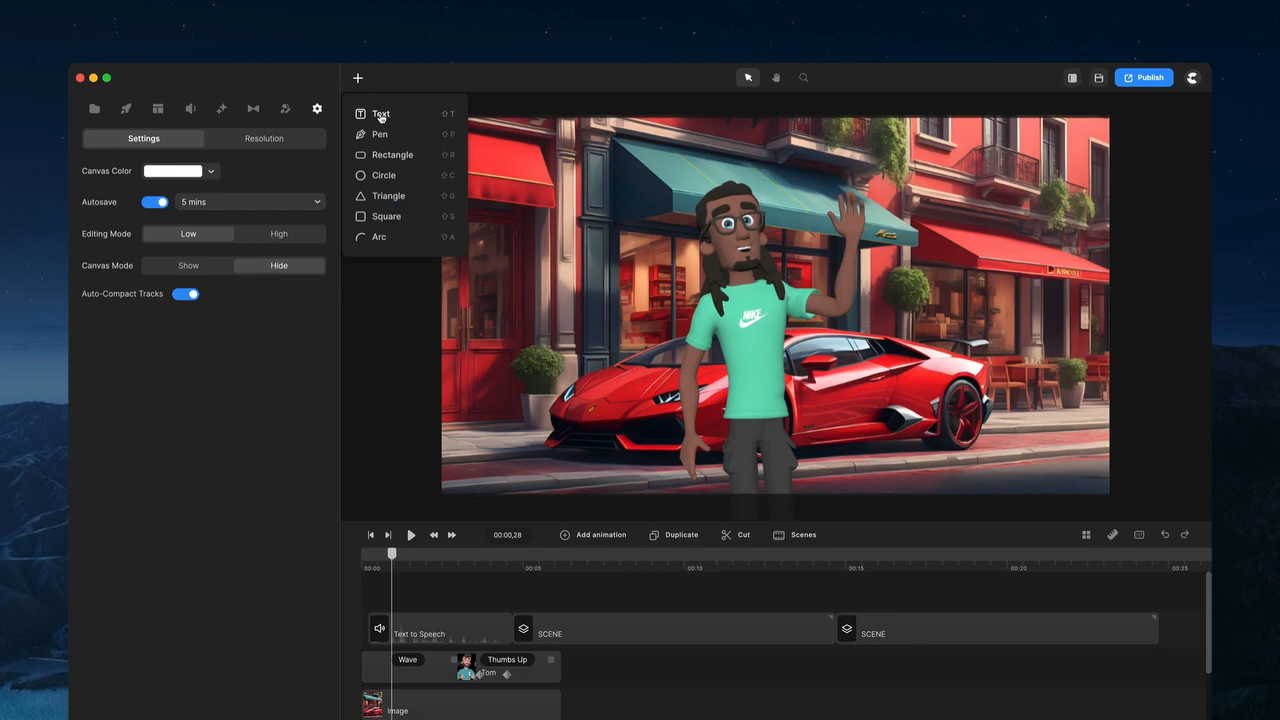 Publish
Text ⇧ T
Pen ⇧ P
Rectangle ⇧ R
Circle ⇧ C
Triangle ⇧ G
Square ⇧ S
Arc ⇧ A
Settings Resolution
Canvas Color
Autosave 5 mins
Editing Mode Low High
Canvas Mode Show Hide
Auto-Compact Tracks
NIKE
00:00,28 Add animation Duplicate Cut Scenes
00:00 00:05 00:10 00:15 00:20 00:25
Text to Speech SCENE SCENE
Wave Thumbs Up
Tom
Image